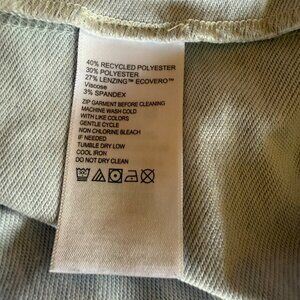 40% RECYCLED POLYESTER
30% POLYESTER
27% LENZING™ ECOVERO™
Viscose
3% SPANDEX
ZIP GARMENT BEFORE CLEANING
MACHINE WASH COLD
WITH LIKE COLORS
GENTLE CYCLE
NON CHLORINE BLEACH
IF NEEDED
TUMBLE DRY LOW
COOL IRON
DO NOT DRY CLEAN